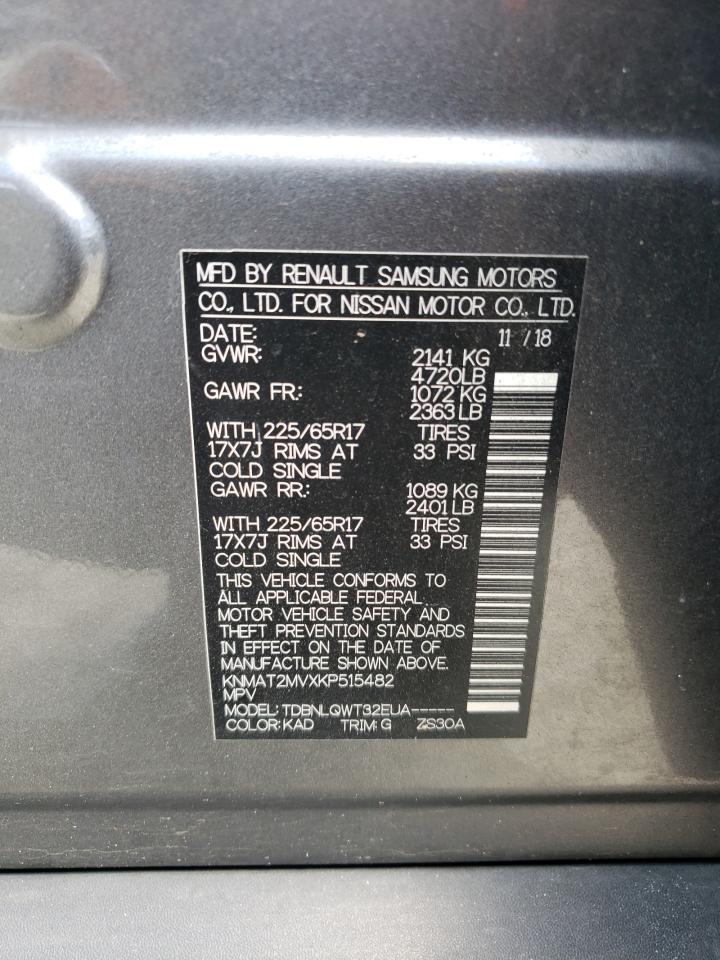 MFD BY RENAULT SAMSUNG MOTORS
CO., LTD. FOR NISSAN MOTOR CO., LTD.
DATE: 11 / 18
GVWR: 2141 KG
4720LB
GAWR FR.: 1072 KG
2363 LB
WITH 225/65R17 TIRES
17X7J RIMS AT 33 PSI
COLD SINGLE
GAWR RR.: 1089 KG
2401 LB
WITH 225/65R17 TIRES
17X7J RIMS AT 33 PSI
COLD SINGLE
THIS VEHICLE CONFORMS TO
ALL APPLICABLE FEDERAL
MOTOR VEHICLE SAFETY AND
THEFT PREVENTION STANDARDS
IN EFFECT ON THE DATE OF
MANUFACTURE SHOWN ABOVE.
KNMAT2MVXKP515482
MPV
MODEL: TDBNLQWT32EUA-----
COLOR: KAD TRIM: G ZS30A